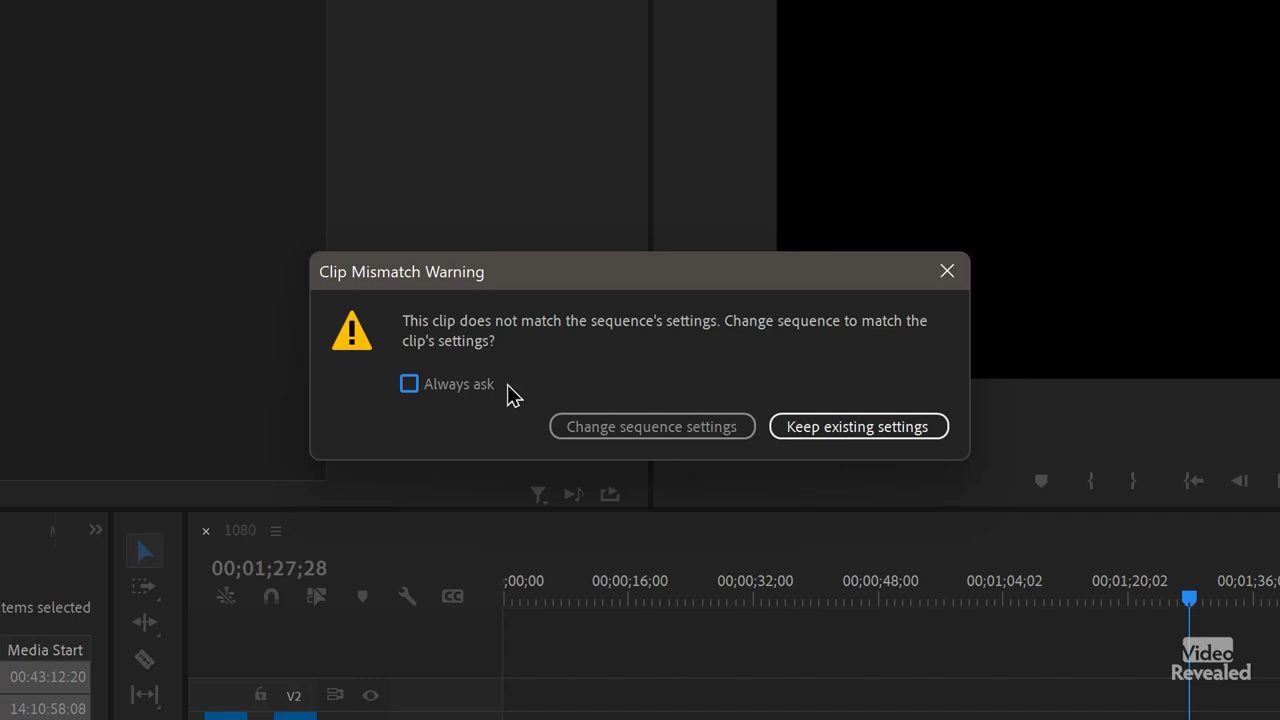 Clip Mismatch Warning
This clip does not match the sequence's settings. Change sequence to match the
clip's settings?
Always ask
Change sequence settings
Keep existing settings
1080
00;01;27;28
;00;00
00;00;16;00
00;00;32;00
00;00;48;00
00;01;04;02
00;01;20;02
00;01;36;0
tems selected
Media Start
00:43:12:20
14:10:58:08
V2
Video
Revealed